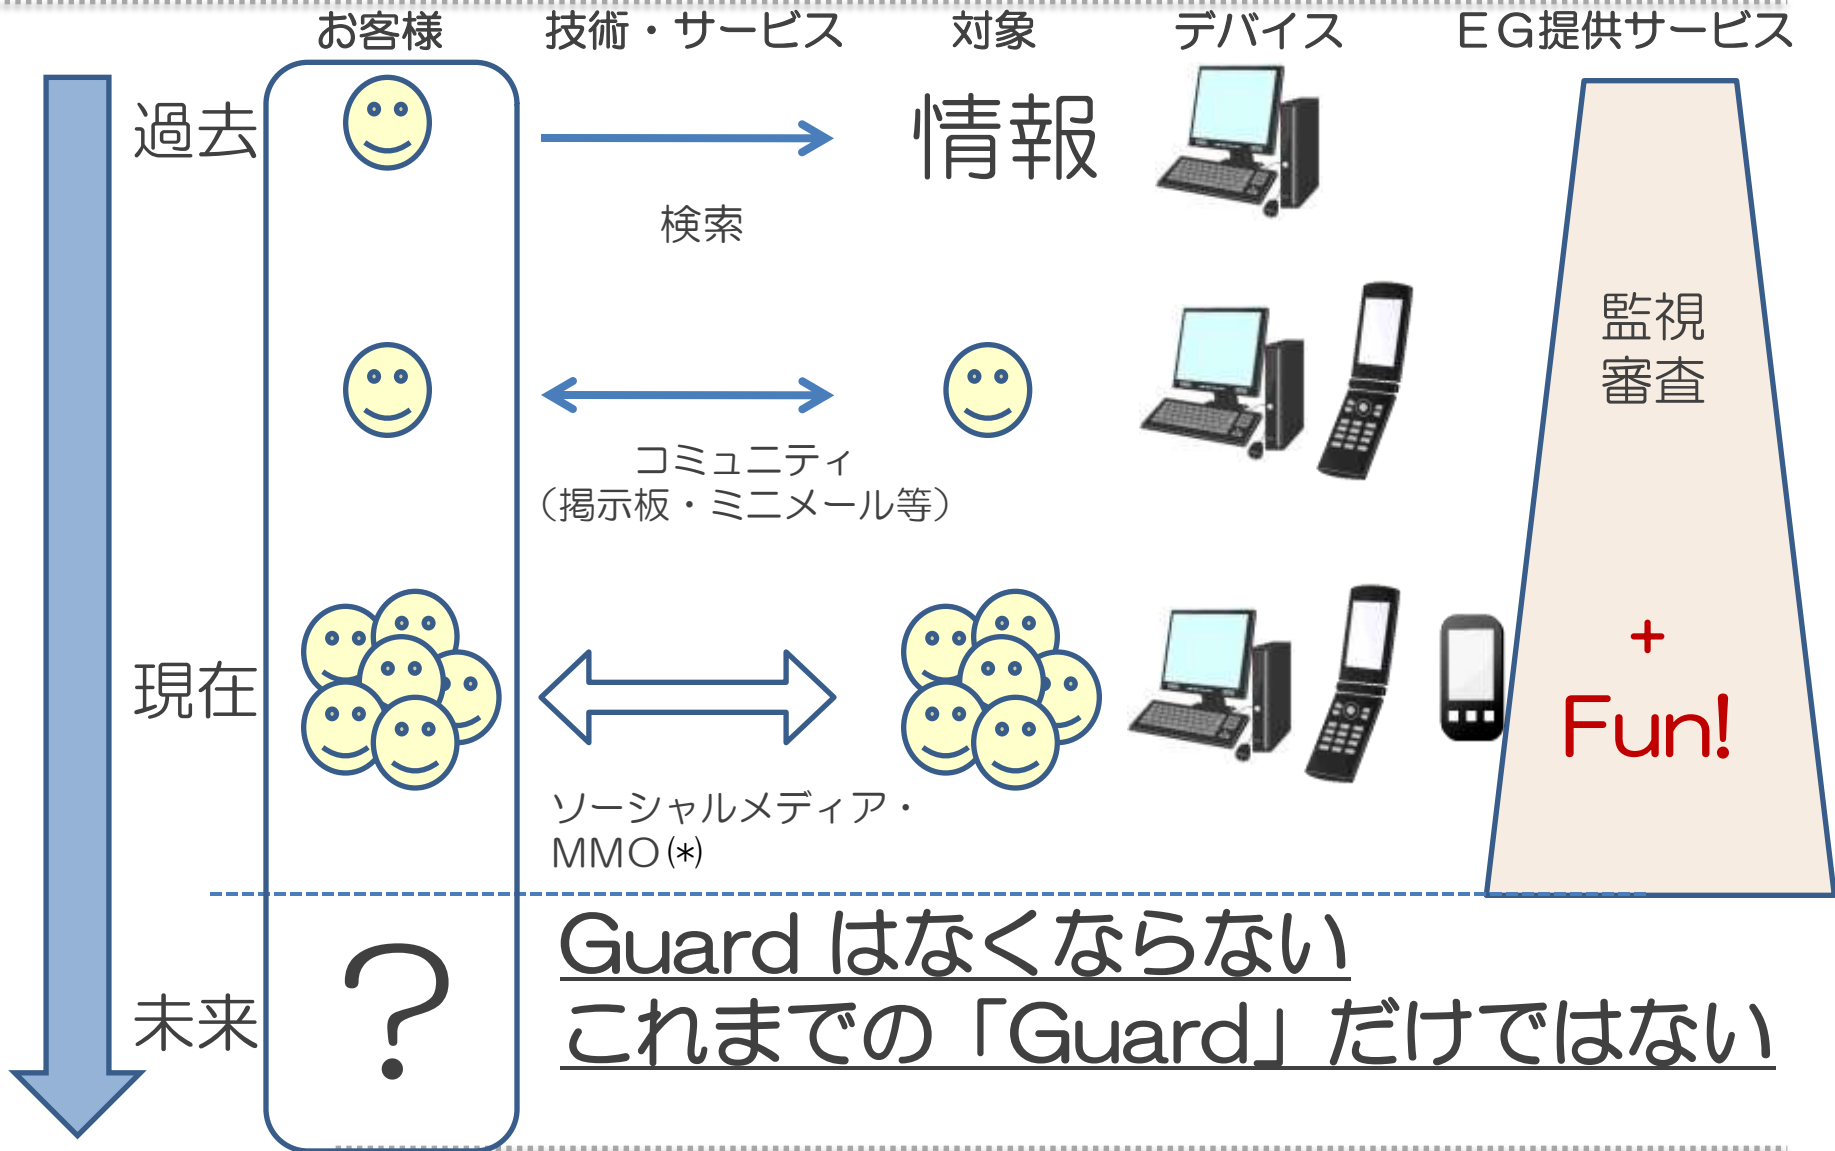 お客様 技術・サービス 対象 デバイス ＥＧ提供サービス
過去 情報
検索
監視
審査
コミュニティ
（掲示板・ミニメール等）
+
現在 Fun!
ソーシャルメディア・
ＭＭＯ(*)
未来 ？
Guard はなくならない
これまでの「Guard」だけではない